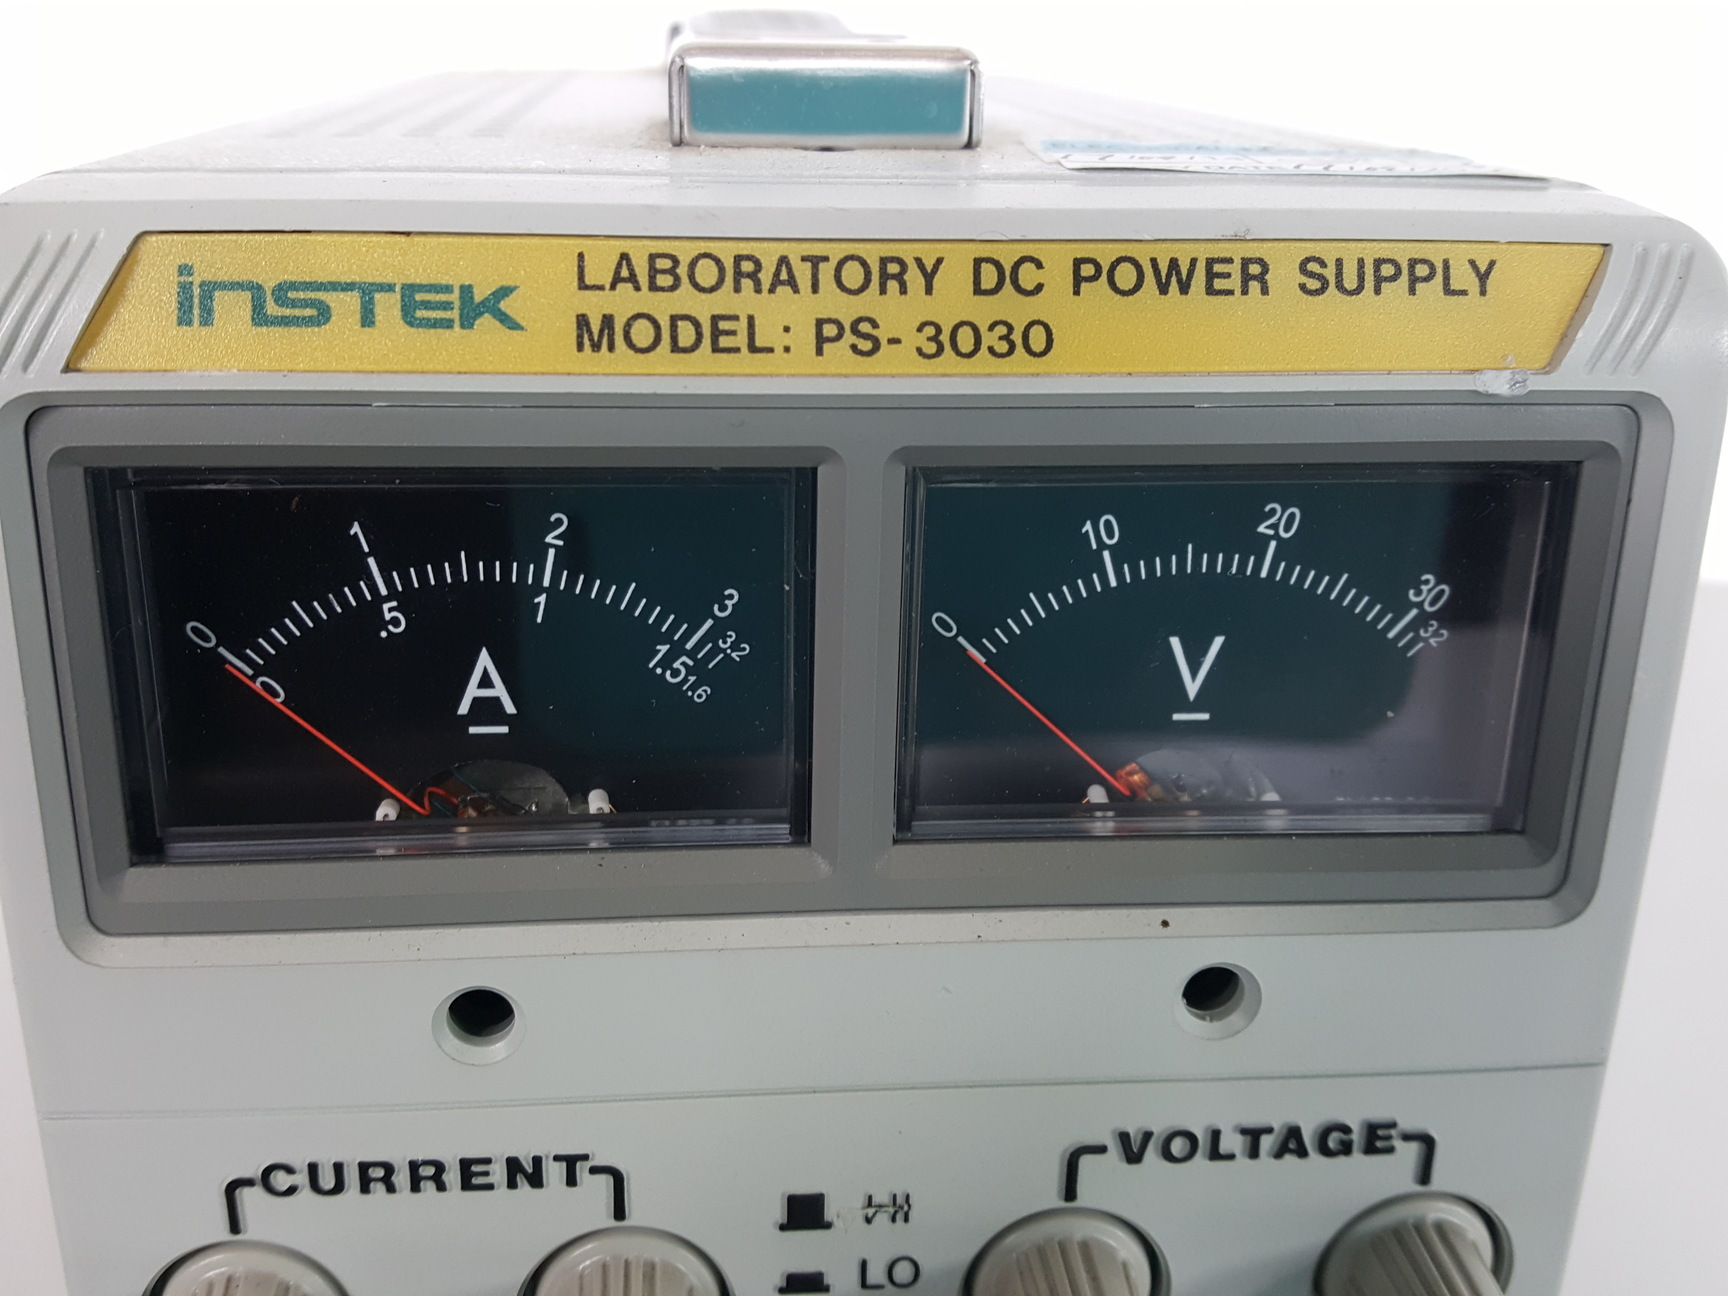 INSTEK
LABORATORY DC POWER SUPPLY
MODEL: PS-3030
0 1 2 3 3.2
0 .5 1 1.5 1.6
A
0 10 20 30 32
V
CURRENT
VOLTAGE
HI
LO